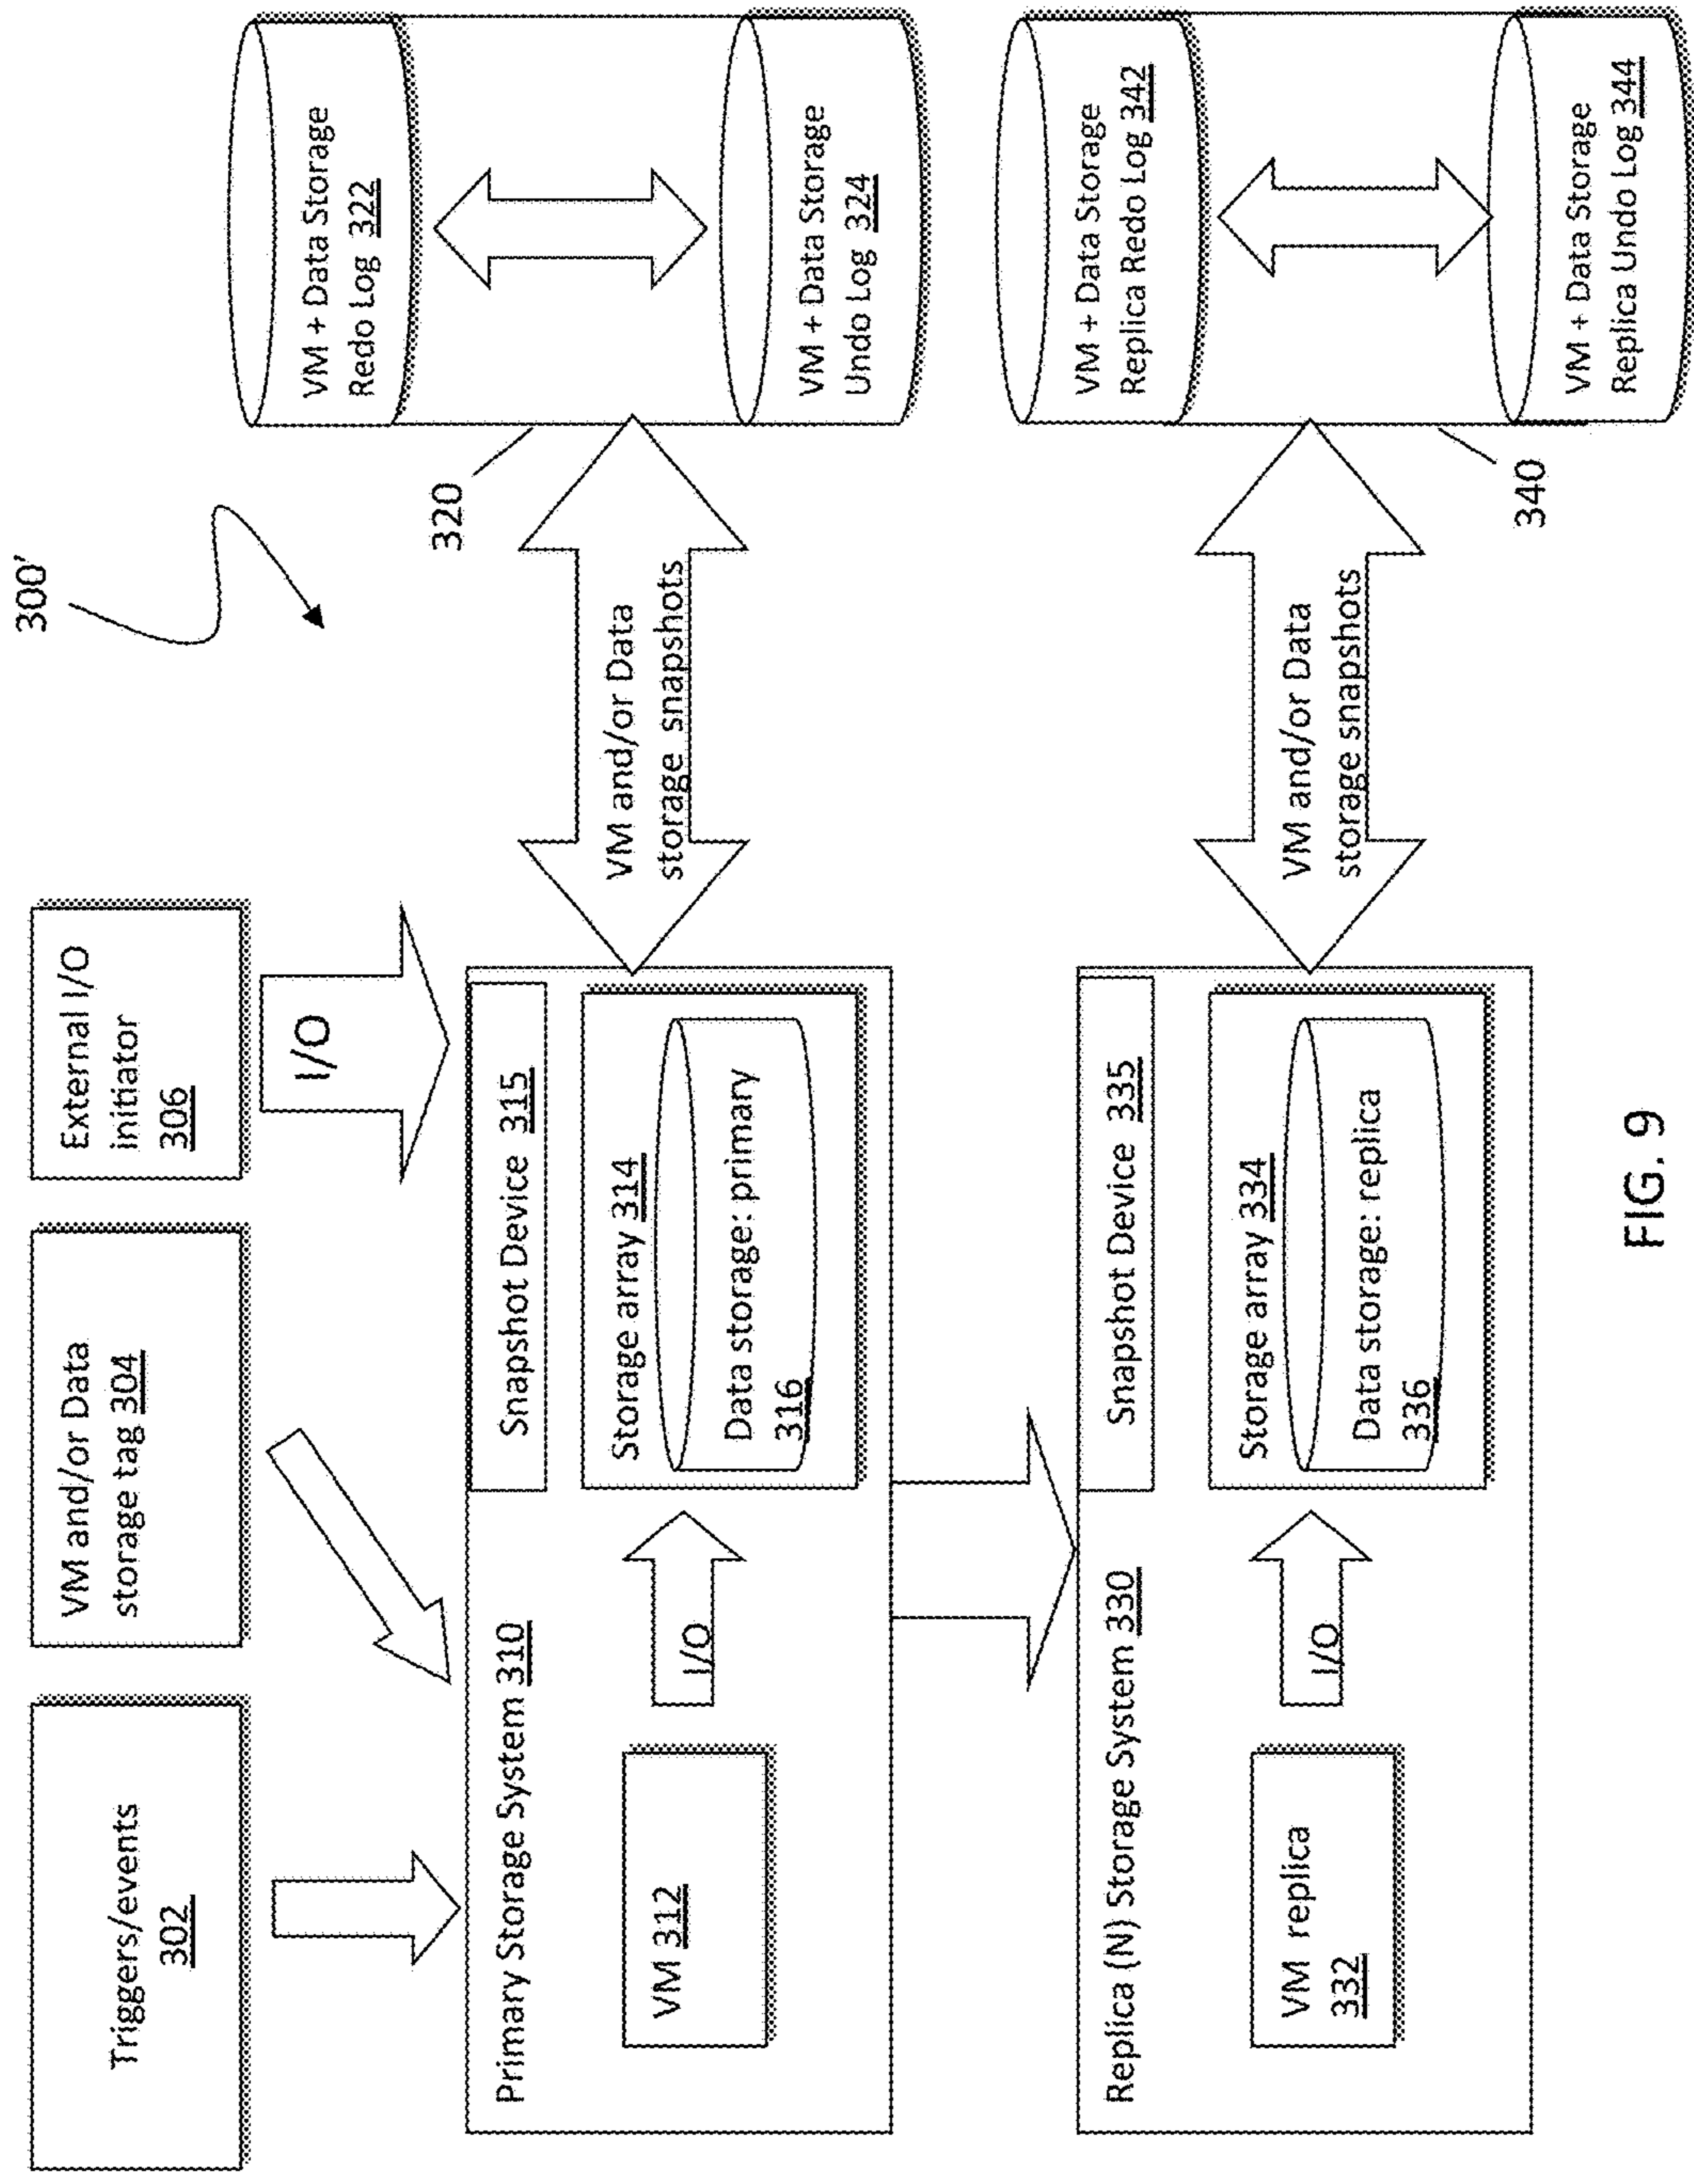 300'
Triggers/events
302
VM and/or Data
storage tag 304
External I/O
initiator
306
I/O
Primary Storage System 310
Snapshot Device 315
VM 312
I/O
Storage array 314
Data storage: primary
316
VM and/or Data
storage snapshots
320
VM + Data Storage
Redo Log 322
VM + Data Storage
Undo Log 324
Replica (N) Storage System 330
Snapshot Device 335
VM replica
332
I/O
Storage array 334
Data storage: replica
336
VM and/or Data
storage snapshots
340
VM + Data Storage
Replica Redo Log 342
VM + Data Storage
Replica Undo Log 344
FIG. 9